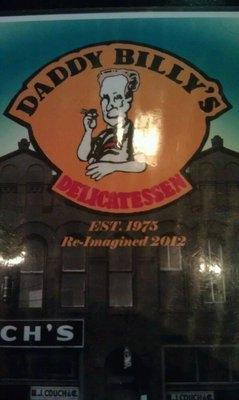 DADDY BILLY'S
DELICATESSEN
EST. 1975
Re-Imagined 2012
CH'S